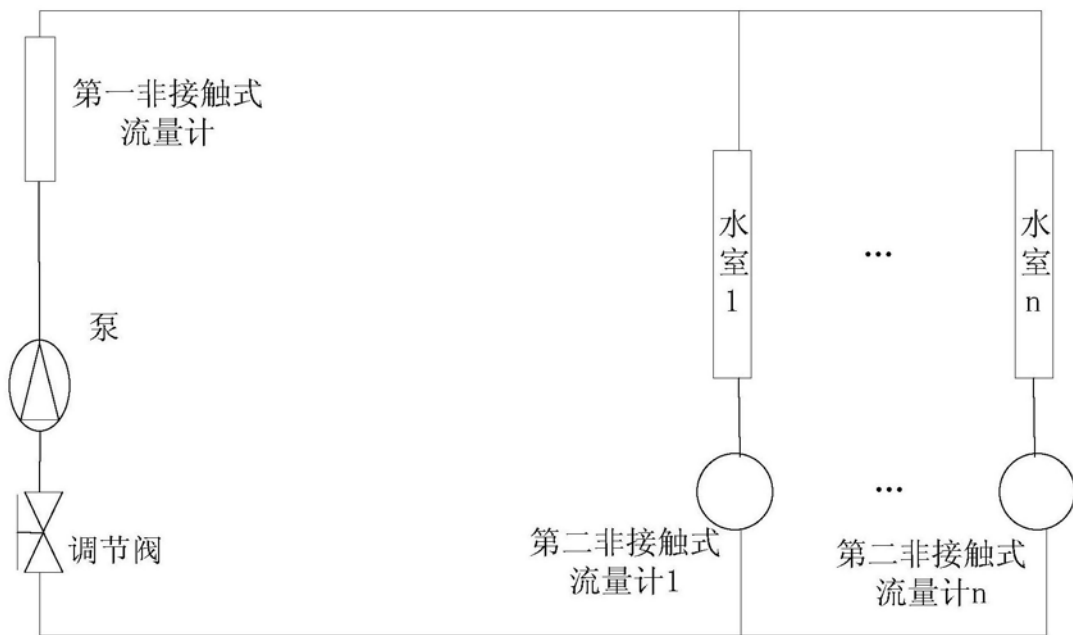 第一非接触式
流量计
泵
调节阀
水室1
...
水室n
...
第二非接触式
流量计1
第二非接触式
流量计n